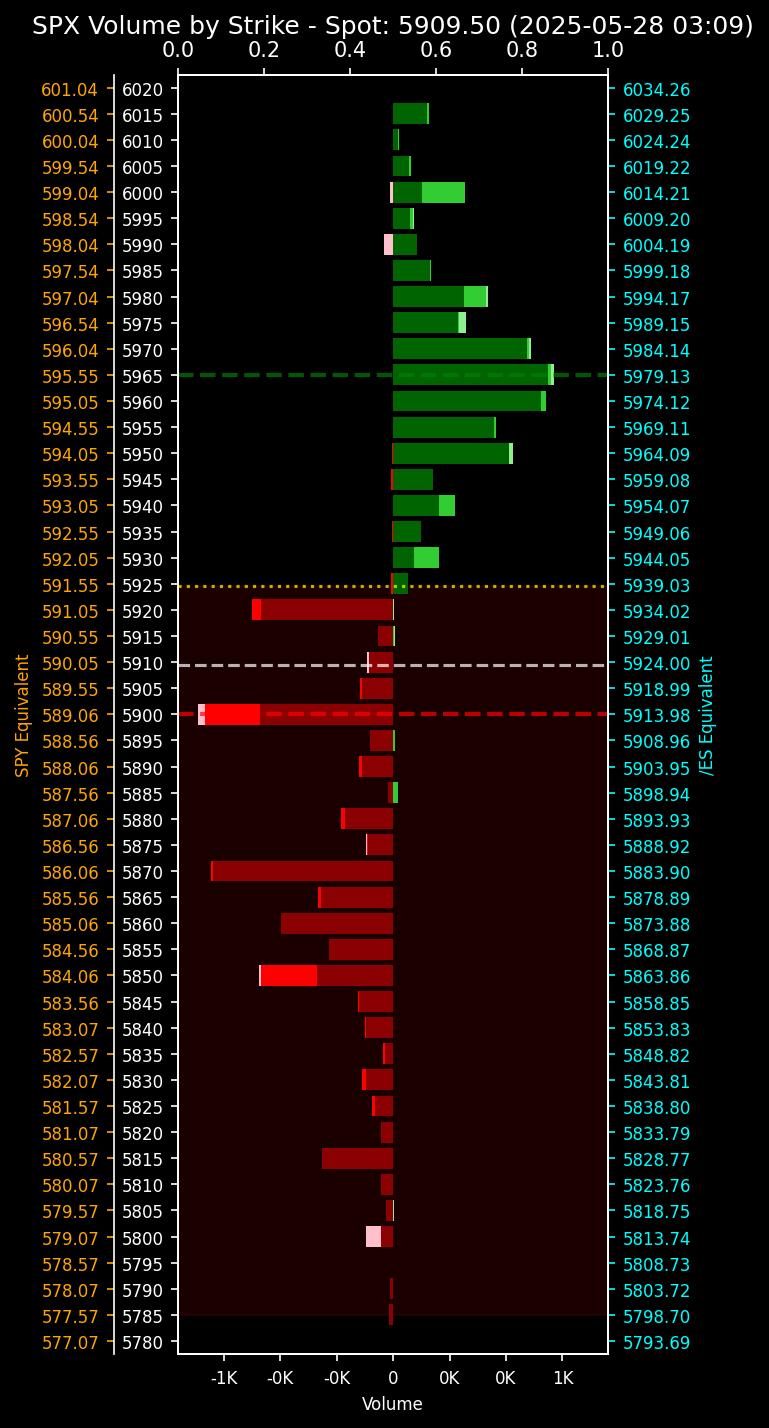 SPX Volume by Strike - Spot: 5909.50 (2025-05-28 03:09)
0.0 0.2 0.4 0.6 0.8 1.0
601.04 6020 6034.26
600.54 6015 6029.25
600.04 6010 6024.24
599.54 6005 6019.22
599.04 6000 6014.21
598.54 5995 6009.20
598.04 5990 6004.19
597.54 5985 5999.18
597.04 5980 5994.17
596.54 5975 5989.15
596.04 5970 5984.14
595.55 5965 5979.13
595.05 5960 5974.12
594.55 5955 5969.11
594.05 5950 5964.09
593.55 5945 5959.08
593.05 5940 5954.07
592.55 5935 5949.06
592.05 5930 5944.05
591.55 5925 5939.03
591.05 5920 5934.02
590.55 5915 5929.01
590.05 5910 5924.00
589.55 5905 5918.99
589.06 5900 5913.98
588.56 5895 5908.96
588.06 5890 5903.95
587.56 5885 5898.94
587.06 5880 5893.93
586.56 5875 5888.92
586.06 5870 5883.90
585.56 5865 5878.89
585.06 5860 5873.88
584.56 5855 5868.87
584.06 5850 5863.86
583.56 5845 5858.85
583.07 5840 5853.83
582.57 5835 5848.82
582.07 5830 5843.81
581.57 5825 5838.80
581.07 5820 5833.79
580.57 5815 5828.77
580.07 5810 5823.76
579.57 5805 5818.75
579.07 5800 5813.74
578.57 5795 5808.73
578.07 5790 5803.72
577.57 5785 5798.70
577.07 5780 5793.69
SPY Equivalent
/ES Equivalent
-1K -0K -0K 0 0K 0K 1K
Volume